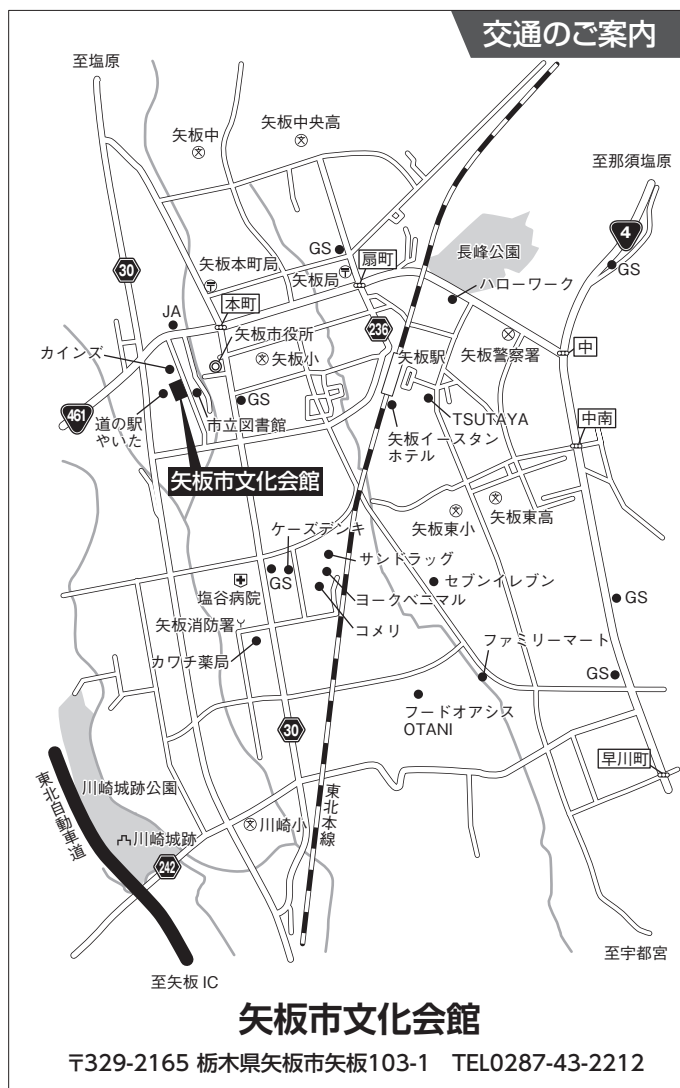 交通のご案内
至塩原
矢板中
矢板中央高
至那須塩原
4
GS
長峰公園
GS
30
矢板本町局
矢板局
扇町
ハローワーク
JA
本町
矢板市役所
236
カインズ
矢板小
矢板駅
矢板警察署
中
461
道の駅
やいた
市立図書館
GS
TSUTAYA
矢板イースタン
ホテル
中南
矢板市文化会館
矢板東小
矢板東高
ケーズデンキ
サンドラッグ
塩谷病院
GS
ヨークベニマル
セブンイレブン
GS
矢板消防署
コメリ
カワチ薬局
ファミリーマート
GS
30
フードオアシス
OTANI
早川町
東北自動車道
川崎城跡公園
川崎城跡
川崎小
東北本線
242
至矢板 IC
至宇都宮
矢板市文化会館
〒329-2165 栃木県矢板市矢板103-1 TEL0287-43-2212